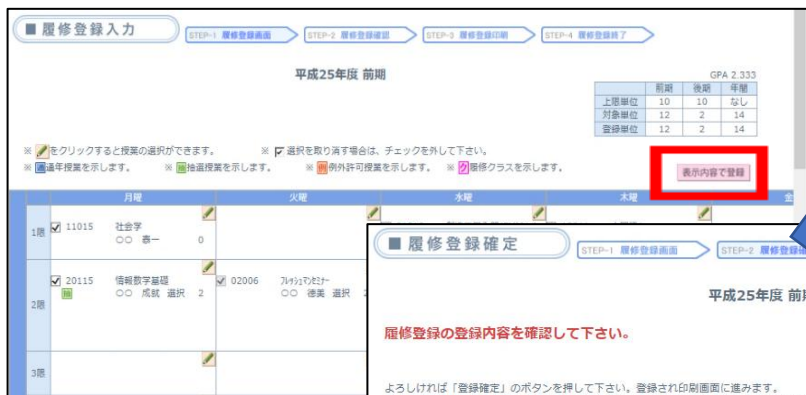 ■ 履修登録入力
STEP-1 履修登録画面
STEP-2 履修登録確認
STEP-3 履修登録印刷
STEP-4 履修登録終了
平成25年度 前期
GPA 2.333
前期 後期 年間
上限単位 10 10 なし
対象単位 12 2 14
登録単位 12 2 14
※ をクリックすると授業の選択ができます。 ※ 選択を取り消す場合は、チェックを外して下さい。
※ 通年授業を示します。 ※ 抽選授業を示します。 ※ 例外許可授業を示します。 ※ 履修クラスを示します。
表示内容で登録
月曜 火曜 水曜 木曜 金
1限 11015 社会学
〇〇 恭一 0
2限 20115 情報数学基礎 02006 フレッシュマンセミナー
抽 〇〇 成就 選択 2 〇〇 徳美 選択
3限
■ 履修登録確定
STEP-1 履修登録画面
STEP-2 履修登録
平成25年度 前期
履修登録の登録内容を確認して下さい。
よろしければ「登録確定」のボタンを押して下さい。登録され印刷画面に進みます。